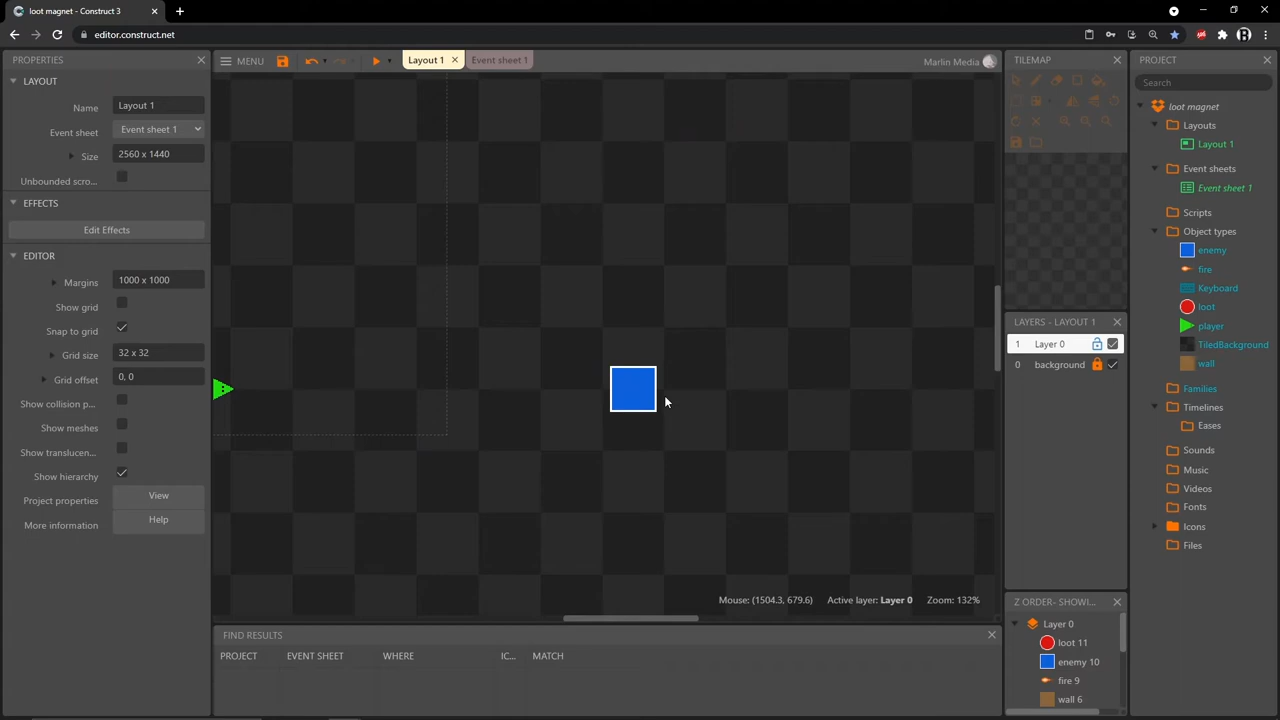 loot magnet - Construct 3
editor.construct.net
PROPERTIES
LAYOUT
Name Layout 1
Event sheet Event sheet 1
Size 2560 x 1440
Unbounded scro...
EFFECTS
Edit Effects
EDITOR
Margins 1000 x 1000
Show grid
Snap to grid
Grid size 32 x 32
Grid offset 0, 0
Show collision p...
Show meshes
Show translucen...
Show hierarchy
Project properties View
More information Help
MENU
Layout 1
Event sheet 1
Marlin Media
Mouse: (1504.3, 679.6) Active layer: Layer 0 Zoom: 132%
FIND RESULTS
PROJECT EVENT SHEET WHERE IC... MATCH
TILEMAP
LAYERS - LAYOUT 1
1 Layer 0
0 background
Z ORDER- SHOWI...
Layer 0
loot 11
enemy 10
fire 9
wall 6
PROJECT
Search
loot magnet
Layouts
Layout 1
Event sheets
Event sheet 1
Scripts
Object types
enemy
fire
Keyboard
loot
player
TiledBackground
wall
Families
Timelines
Eases
Sounds
Music
Videos
Fonts
Icons
Files